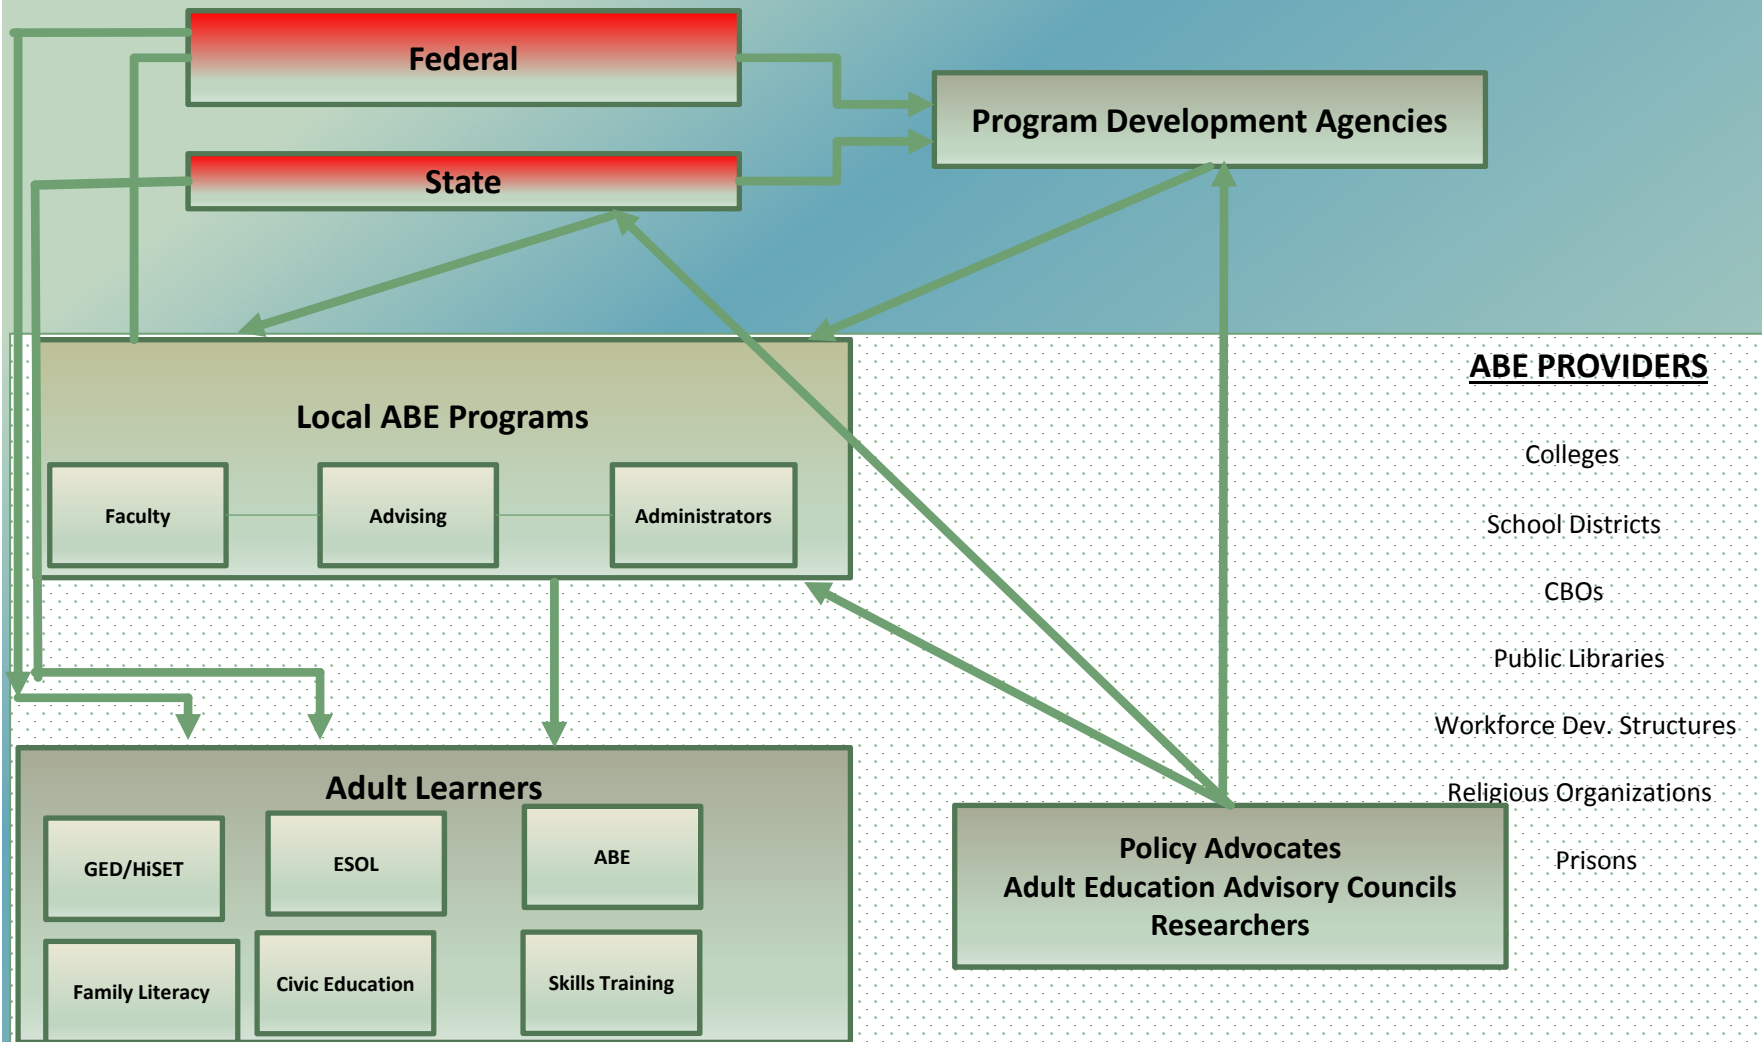 Federal
Program Development Agencies
State
Local ABE Programs
Faculty
Advising
Administrators
ABE PROVIDERS
Colleges
School Districts
CBOs
Public Libraries
Workforce Dev. Structures
Religious Organizations
Prisons
Adult Learners
GED/HiSET
ESOL
ABE
Family Literacy
Civic Education
Skills Training
Policy Advocates
Adult Education Advisory Councils
Researchers